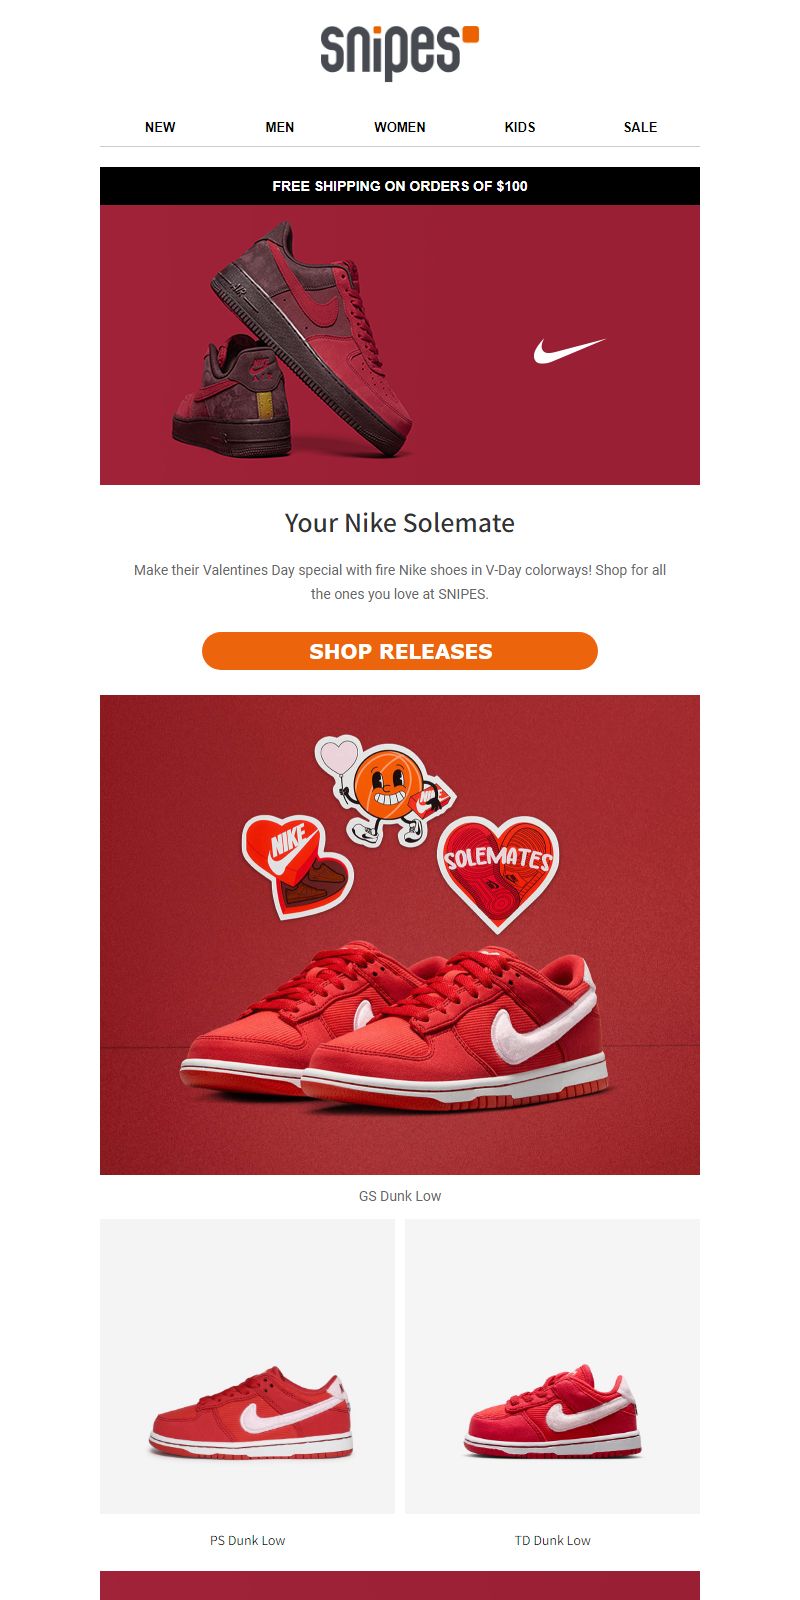 snipes
NEW MEN WOMEN KIDS SALE
FREE SHIPPING ON ORDERS OF $100
AIR
NIKE
Your Nike Solemate
Make their Valentines Day special with fire Nike shoes in V-Day colorways! Shop for all
the ones you love at SNIPES.
SHOP RELEASES
NIKE
NIKE
SOLEMATES
GS Dunk Low
PS Dunk Low
TD Dunk Low